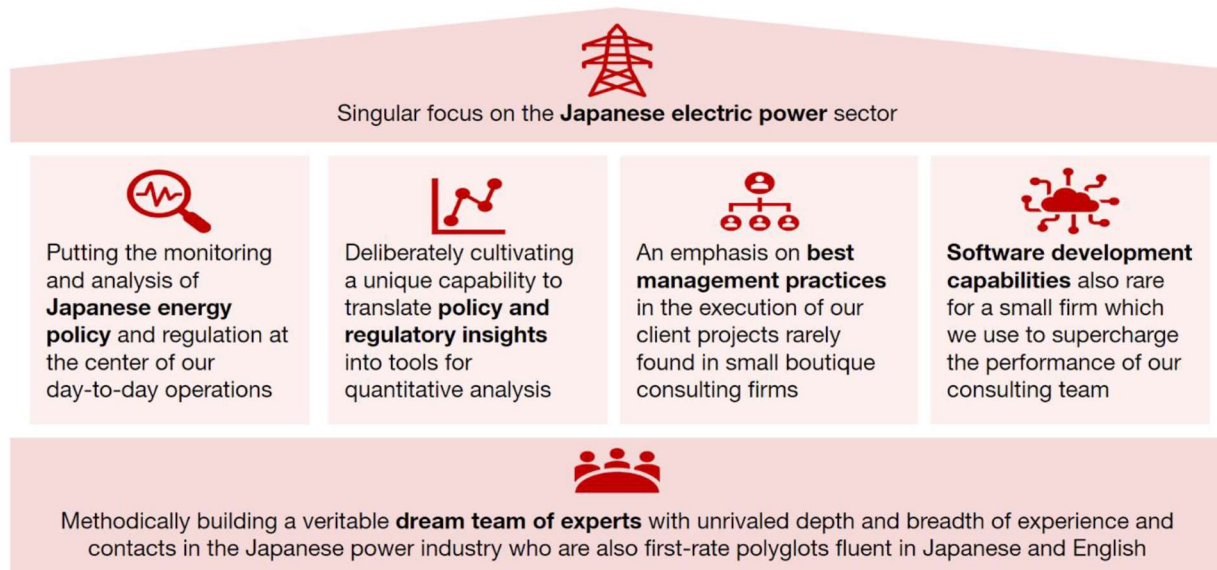 Singular focus on the Japanese electric power sector
Putting the monitoring
and analysis of
Japanese energy
policy and regulation at
the center of our
day-to-day operations
Deliberately cultivating
a unique capability to
translate policy and
regulatory insights
into tools for
quantitative analysis
An emphasis on best
management practices
in the execution of our
client projects rarely
found in small boutique
consulting firms
Software development
capabilities also rare
for a small firm which
we use to supercharge
the performance of our
consulting team
Methodically building a veritable dream team of experts with unrivaled depth and breadth of experience and
contacts in the Japanese power industry who are also first-rate polyglots fluent in Japanese and English